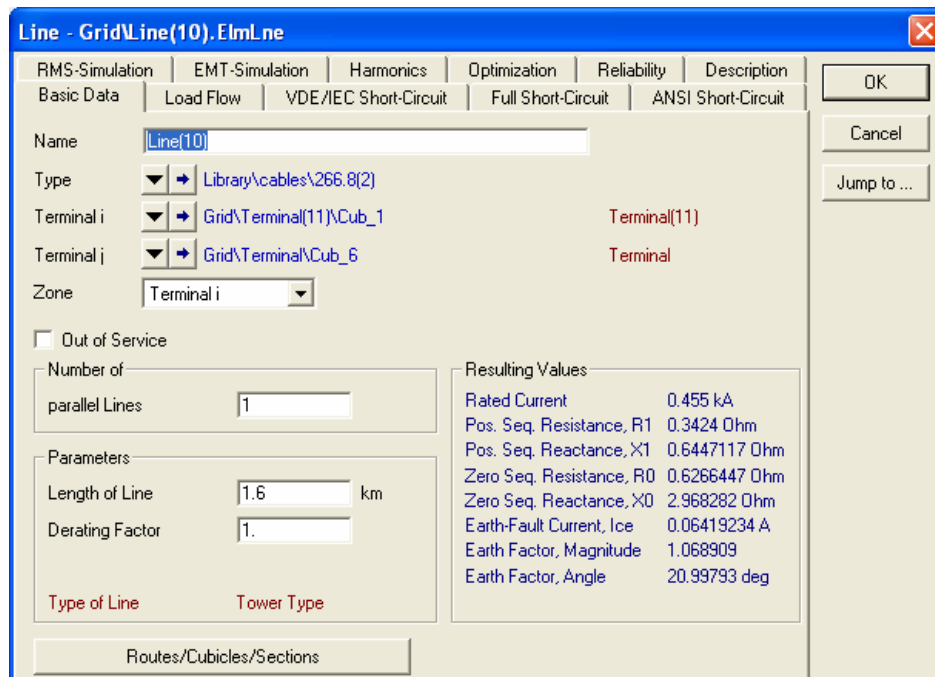 Line - Grid\Line(10).ElmLne
RMS-Simulation EMT-Simulation Harmonics Optimization Reliability Description
Basic Data Load Flow VDE/IEC Short-Circuit Full Short-Circuit ANSI Short-Circuit
OK
Cancel
Jump to ...
Name Line(10)
Type Library\cables\266.8(2)
Terminal i Grid\Terminal(11)\Cub_1 Terminal(11)
Terminal j Grid\Terminal\Cub_6 Terminal
Zone Terminal i
Out of Service
Number of
parallel Lines 1
Parameters
Length of Line 1.6 km
Derating Factor 1.
Type of Line Tower Type
Resulting Values
Rated Current 0.455 kA
Pos. Seq. Resistance, R1 0.3424 Ohm
Pos. Seq. Reactance, X1 0.6447117 Ohm
Zero Seq. Resistance, R0 0.6266447 Ohm
Zero Seq. Reactance, X0 2.968282 Ohm
Earth-Fault Current, Ice 0.06419234 A
Earth Factor, Magnitude 1.068909
Earth Factor, Angle 20.99793 deg
Routes/Cubicles/Sections